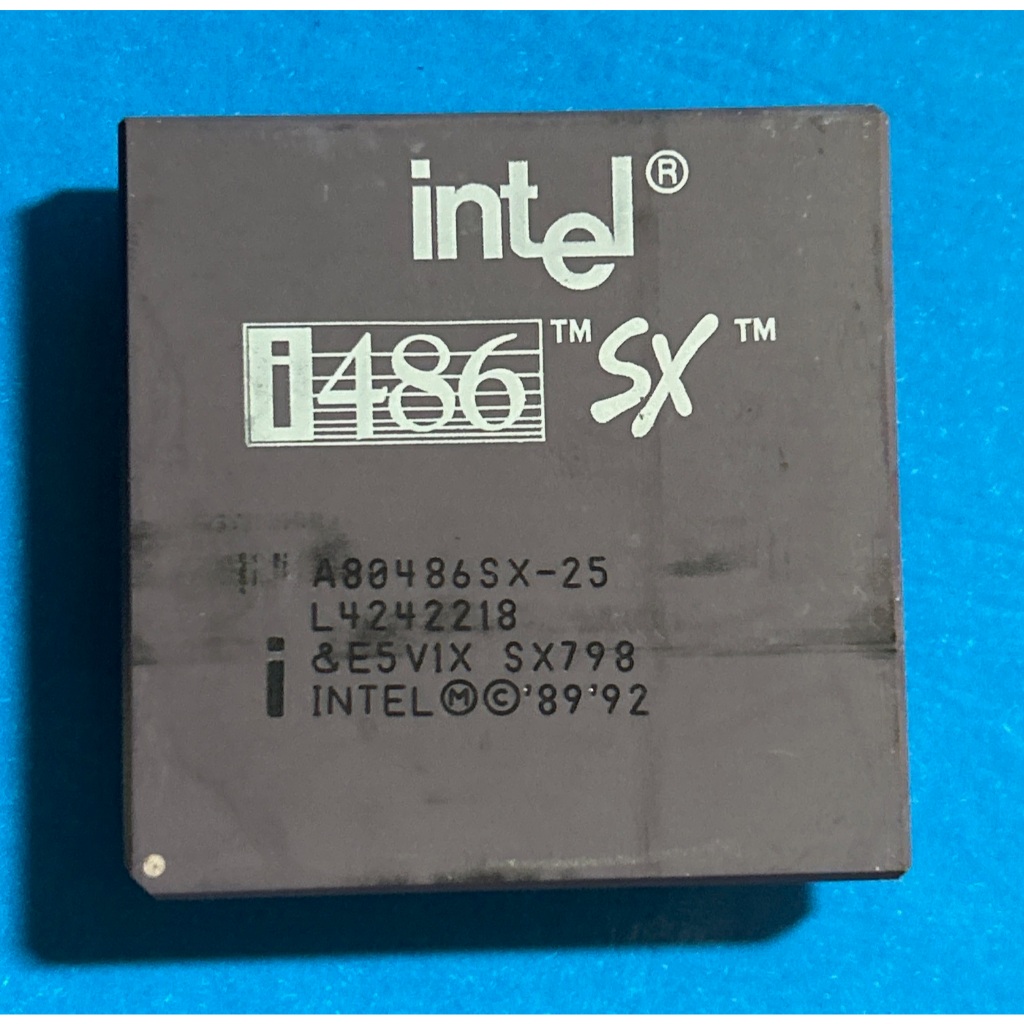 intel®
i486™ SX™
A80486SX-25
L4242218
i &E5V1X SX798
INTEL Ⓜ©'89'92